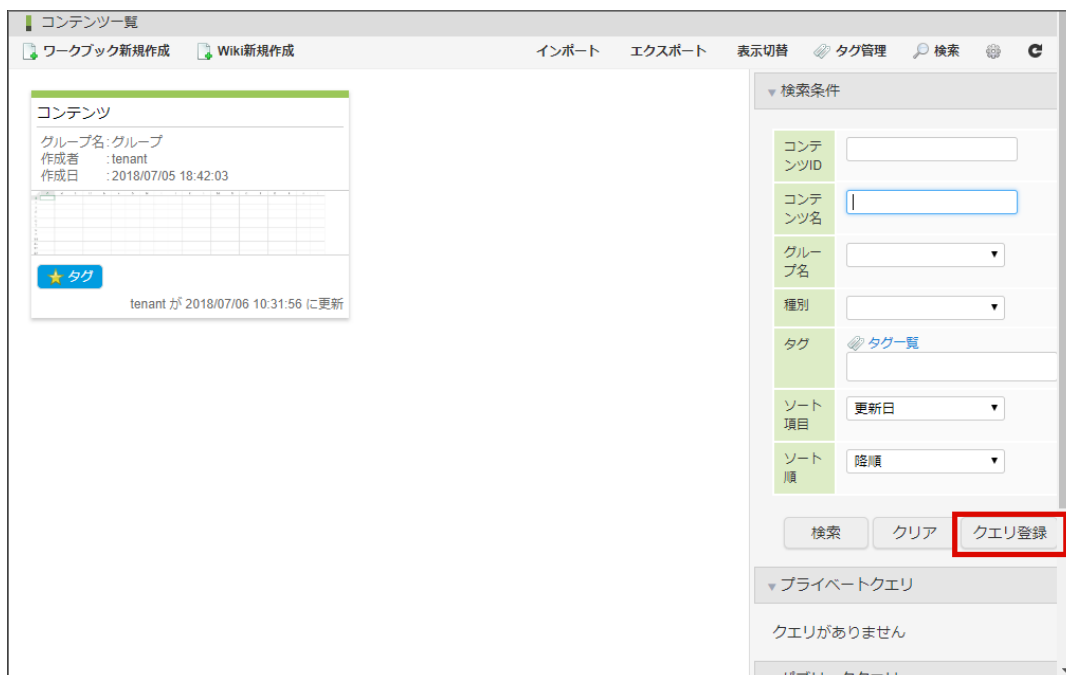 コンテンツ一覧
ワークブック新規作成 Wiki新規作成 インポート エクスポート 表示切替 タグ管理 検索
コンテンツ
グループ名:グループ
作成者 :tenant
作成日 :2018/07/05 18:42:03
タグ
tenant が 2018/07/06 10:31:56 に更新
検索条件
コンテ
ンツID
コンテ
ンツ名
グルー
プ名
種別
タグ タグ一覧
ソート
項目 更新日
ソート
順 降順
検索 クリア クエリ登録
プライベートクエリ
クエリがありません